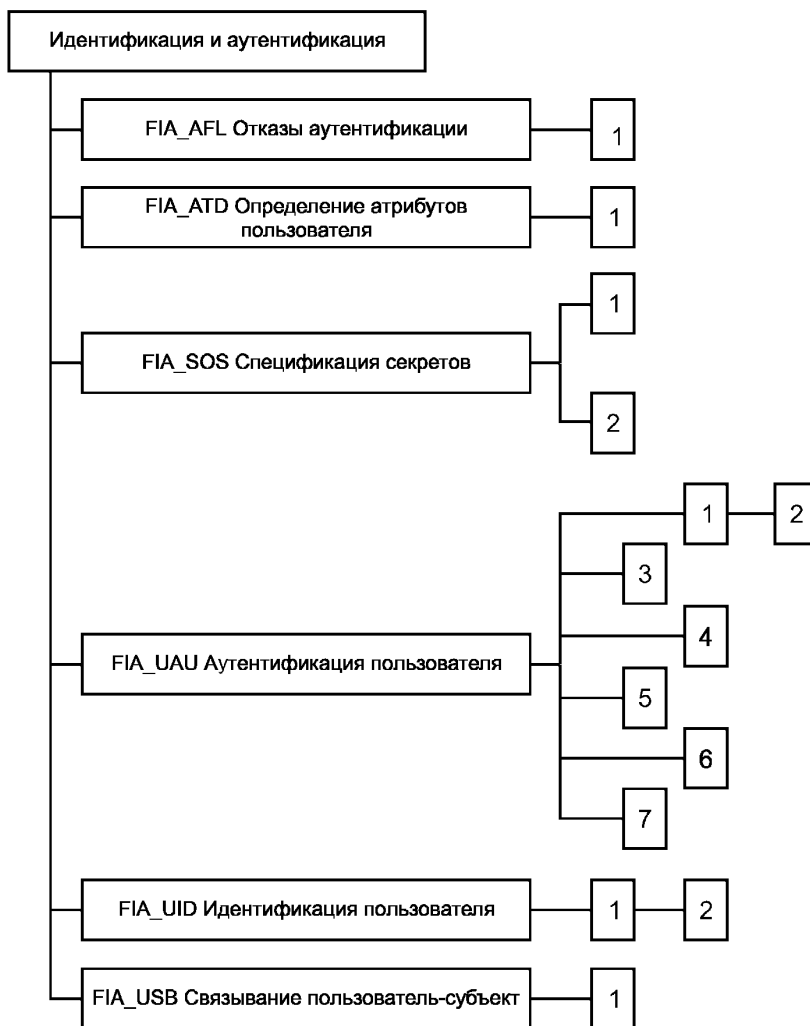 Идентификация и аутентификация
FIA_AFL Отказы аутентификации
1
FIA_ATD Определение атрибутов
пользователя
1
1
FIA_SOS Спецификация секретов
2
1
2
3
4
FIA_UAU Аутентификация пользователя
5
6
7
FIA_UID Идентификация пользователя
1
2
FIA_USB Связывание пользователь-субъект
1